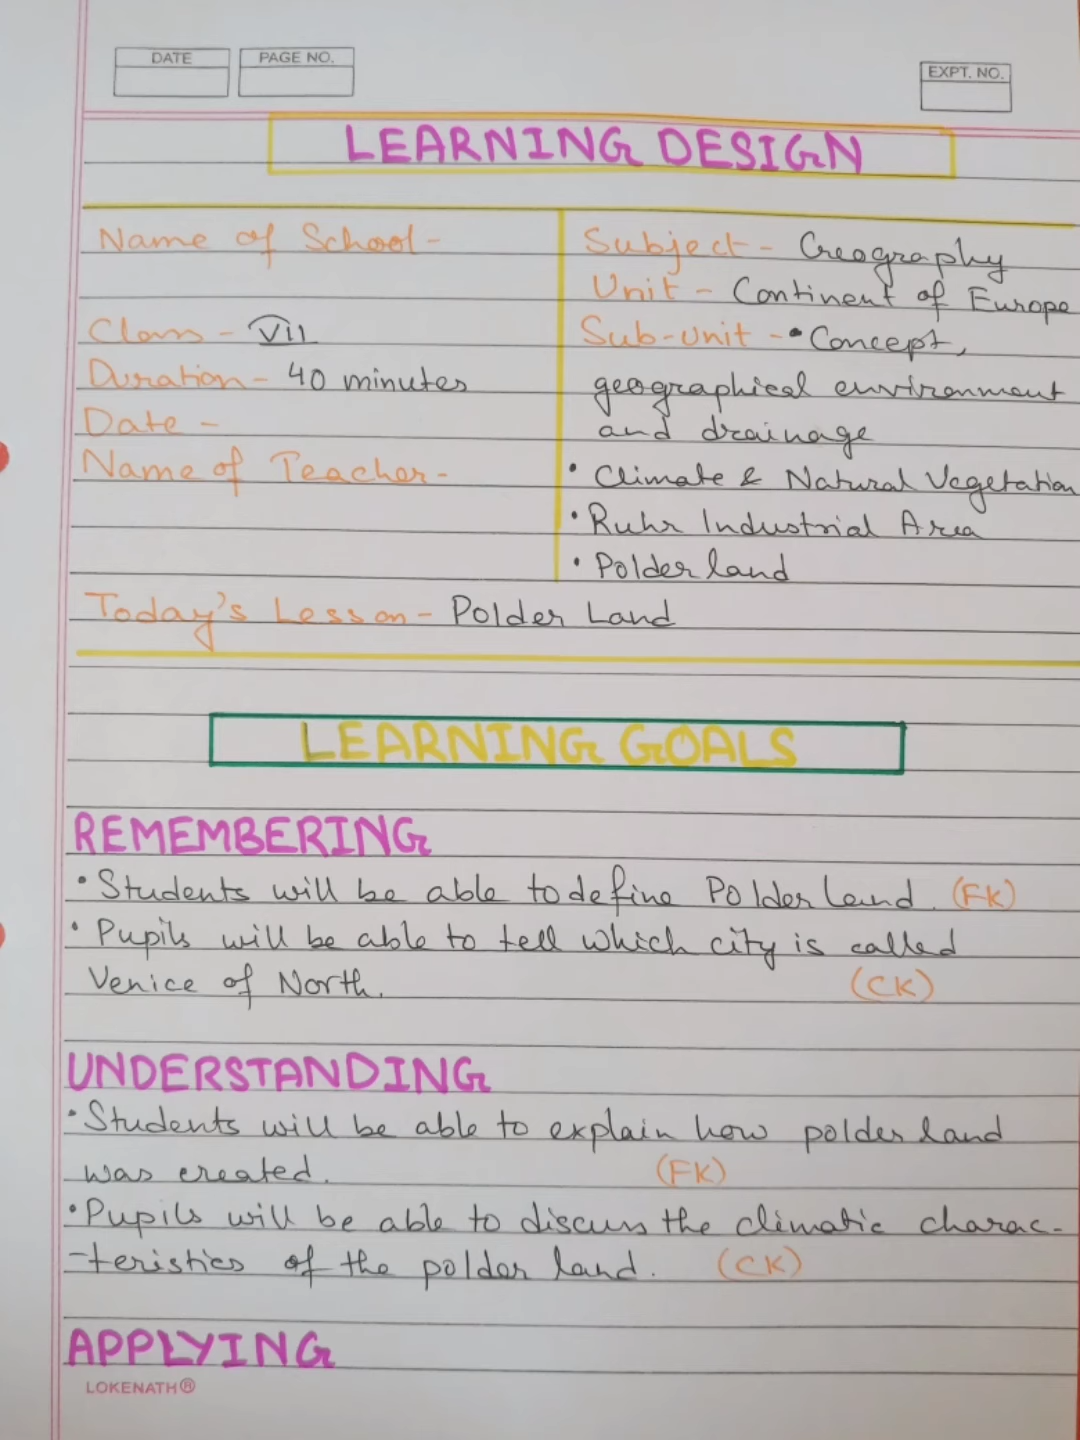 DATE
PAGE NO.
EXPT. NO.
LEARNING DESIGN
Name of School -
Class - VII
Duration - 40 minutes
Date -
Name of Teacher -
Subject - Geography
Unit - Continent of Europe
Sub-unit - • Concept,
geographical environment
and drainage
• Climate & Natural Vegetation
• Ruhr Industrial Area
• Polder land
Today's Lesson - Polder Land
LEARNING GOALS
REMEMBERING
• Students will be able to define Polder land. (FK)
• Pupils will be able to tell which city is called
Venice of North. (CK)
UNDERSTANDING
• Students will be able to explain how polder land
was created. (FK)
• Pupils will be able to discuss the climatic charac-
-teristics of the polder land. (CK)
APPLYING
LOKENATH®